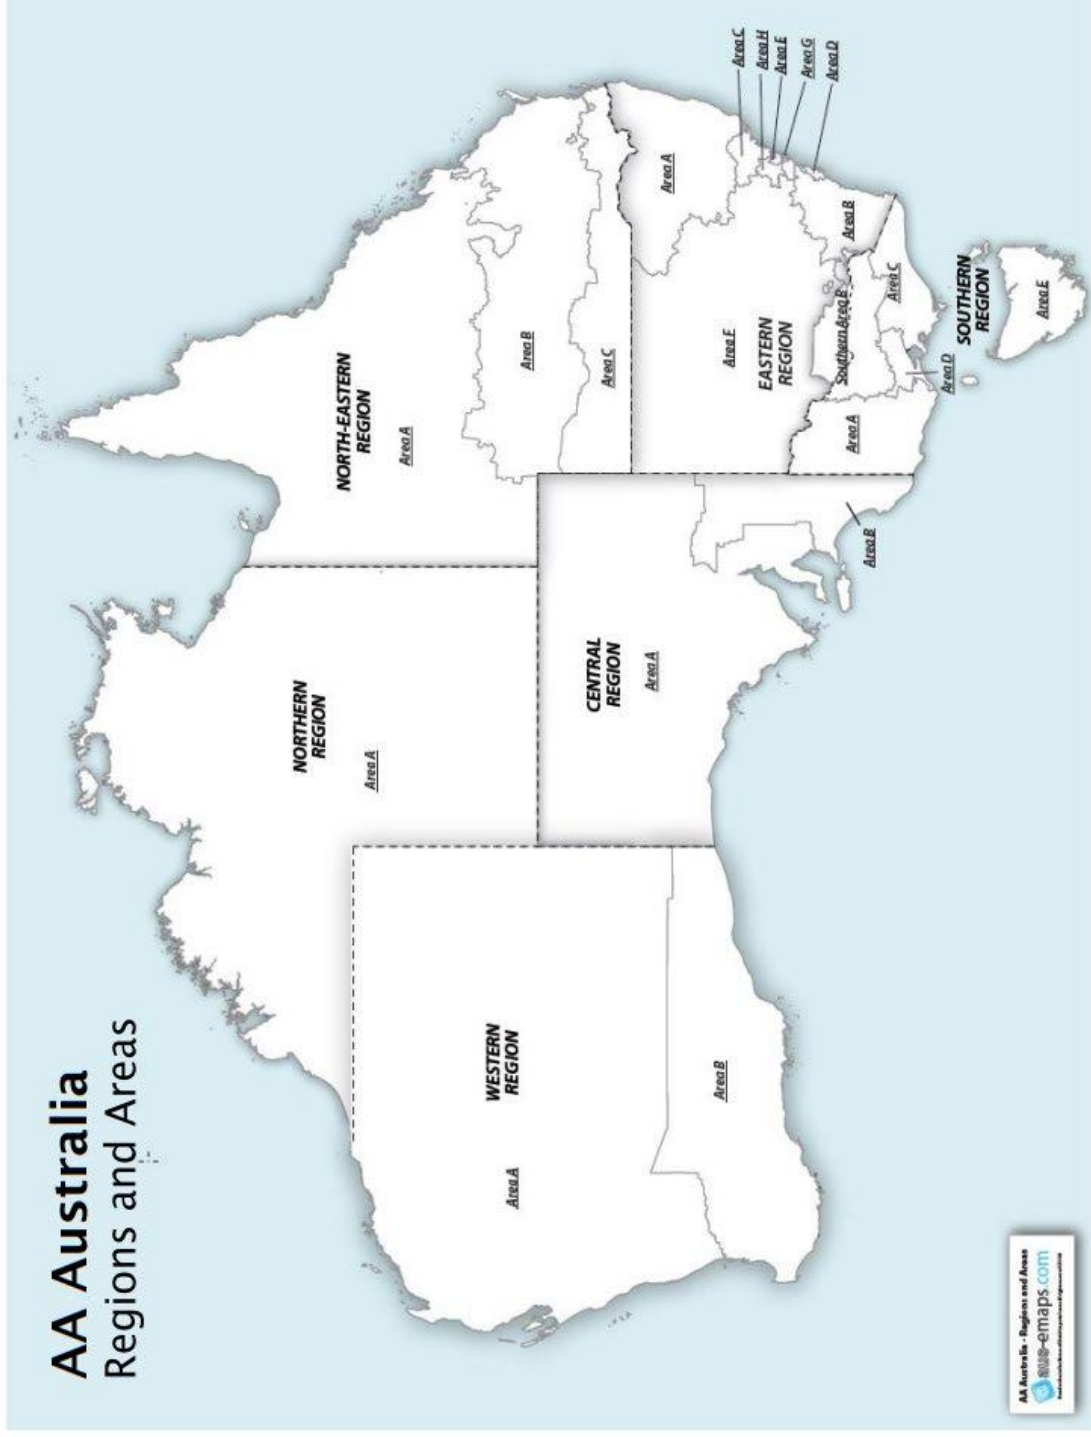 AA Australia
Regions and Areas
NORTHERN
REGION
Area A
NORTH-EASTERN
REGION
Area A
Area B
Area C
WESTERN
REGION
Area A
Area B
CENTRAL
REGION
Area A
Area B
EASTERN
REGION
Area A
Area F
Area C
Area H
Area E
Area G
Area D
Area B
Southern Area B
Area A
Area C
Area D
SOUTHERN
REGION
Area E
AA Australia - Regions and Areas
aus-emaps.com